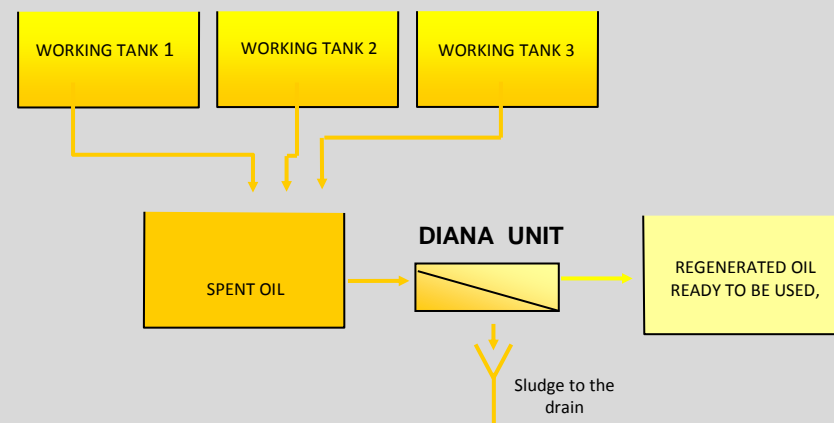 WORKING TANK 1
WORKING TANK 2
WORKING TANK 3
SPENT OIL
DIANA UNIT
REGENERATED OIL
READY TO BE USED,
Sludge to the
drain